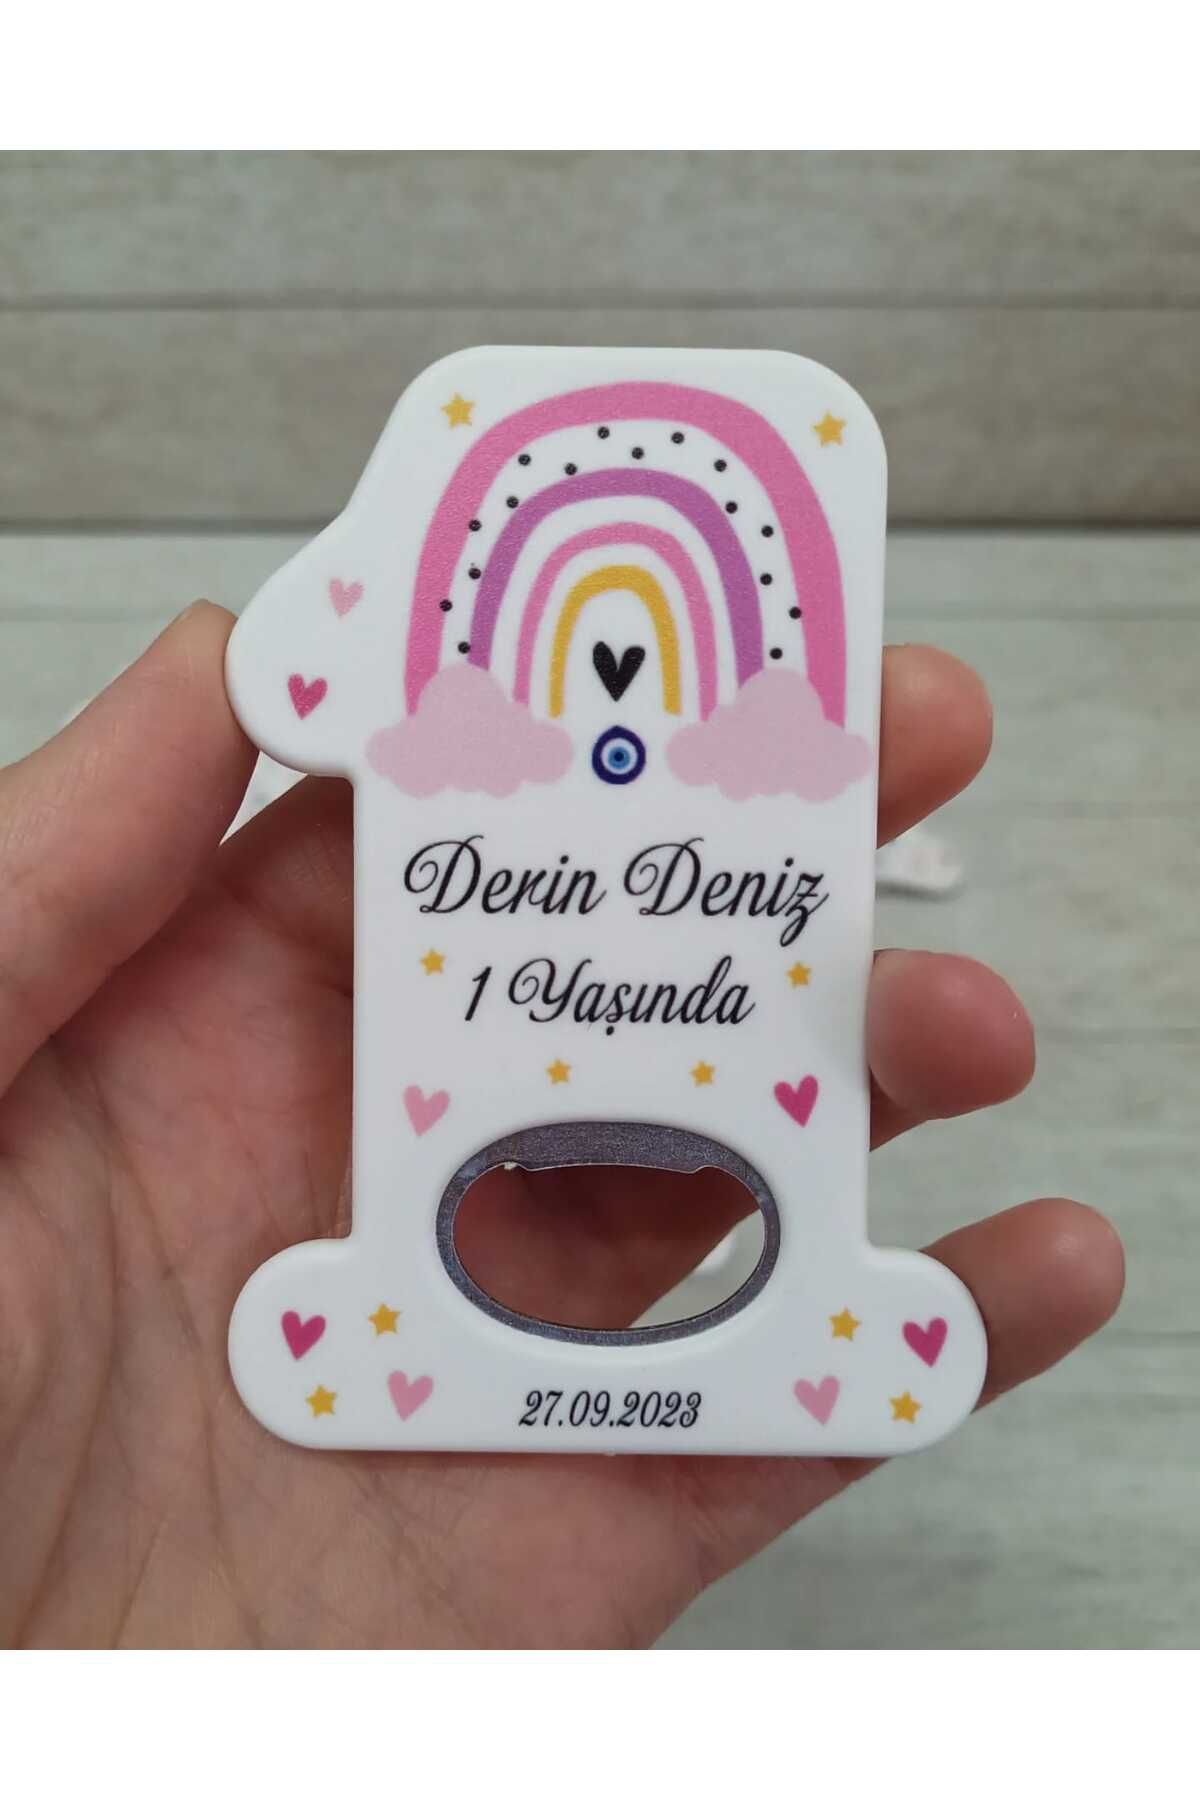 Derin Deniz
1 Yaşında
27.09.2023